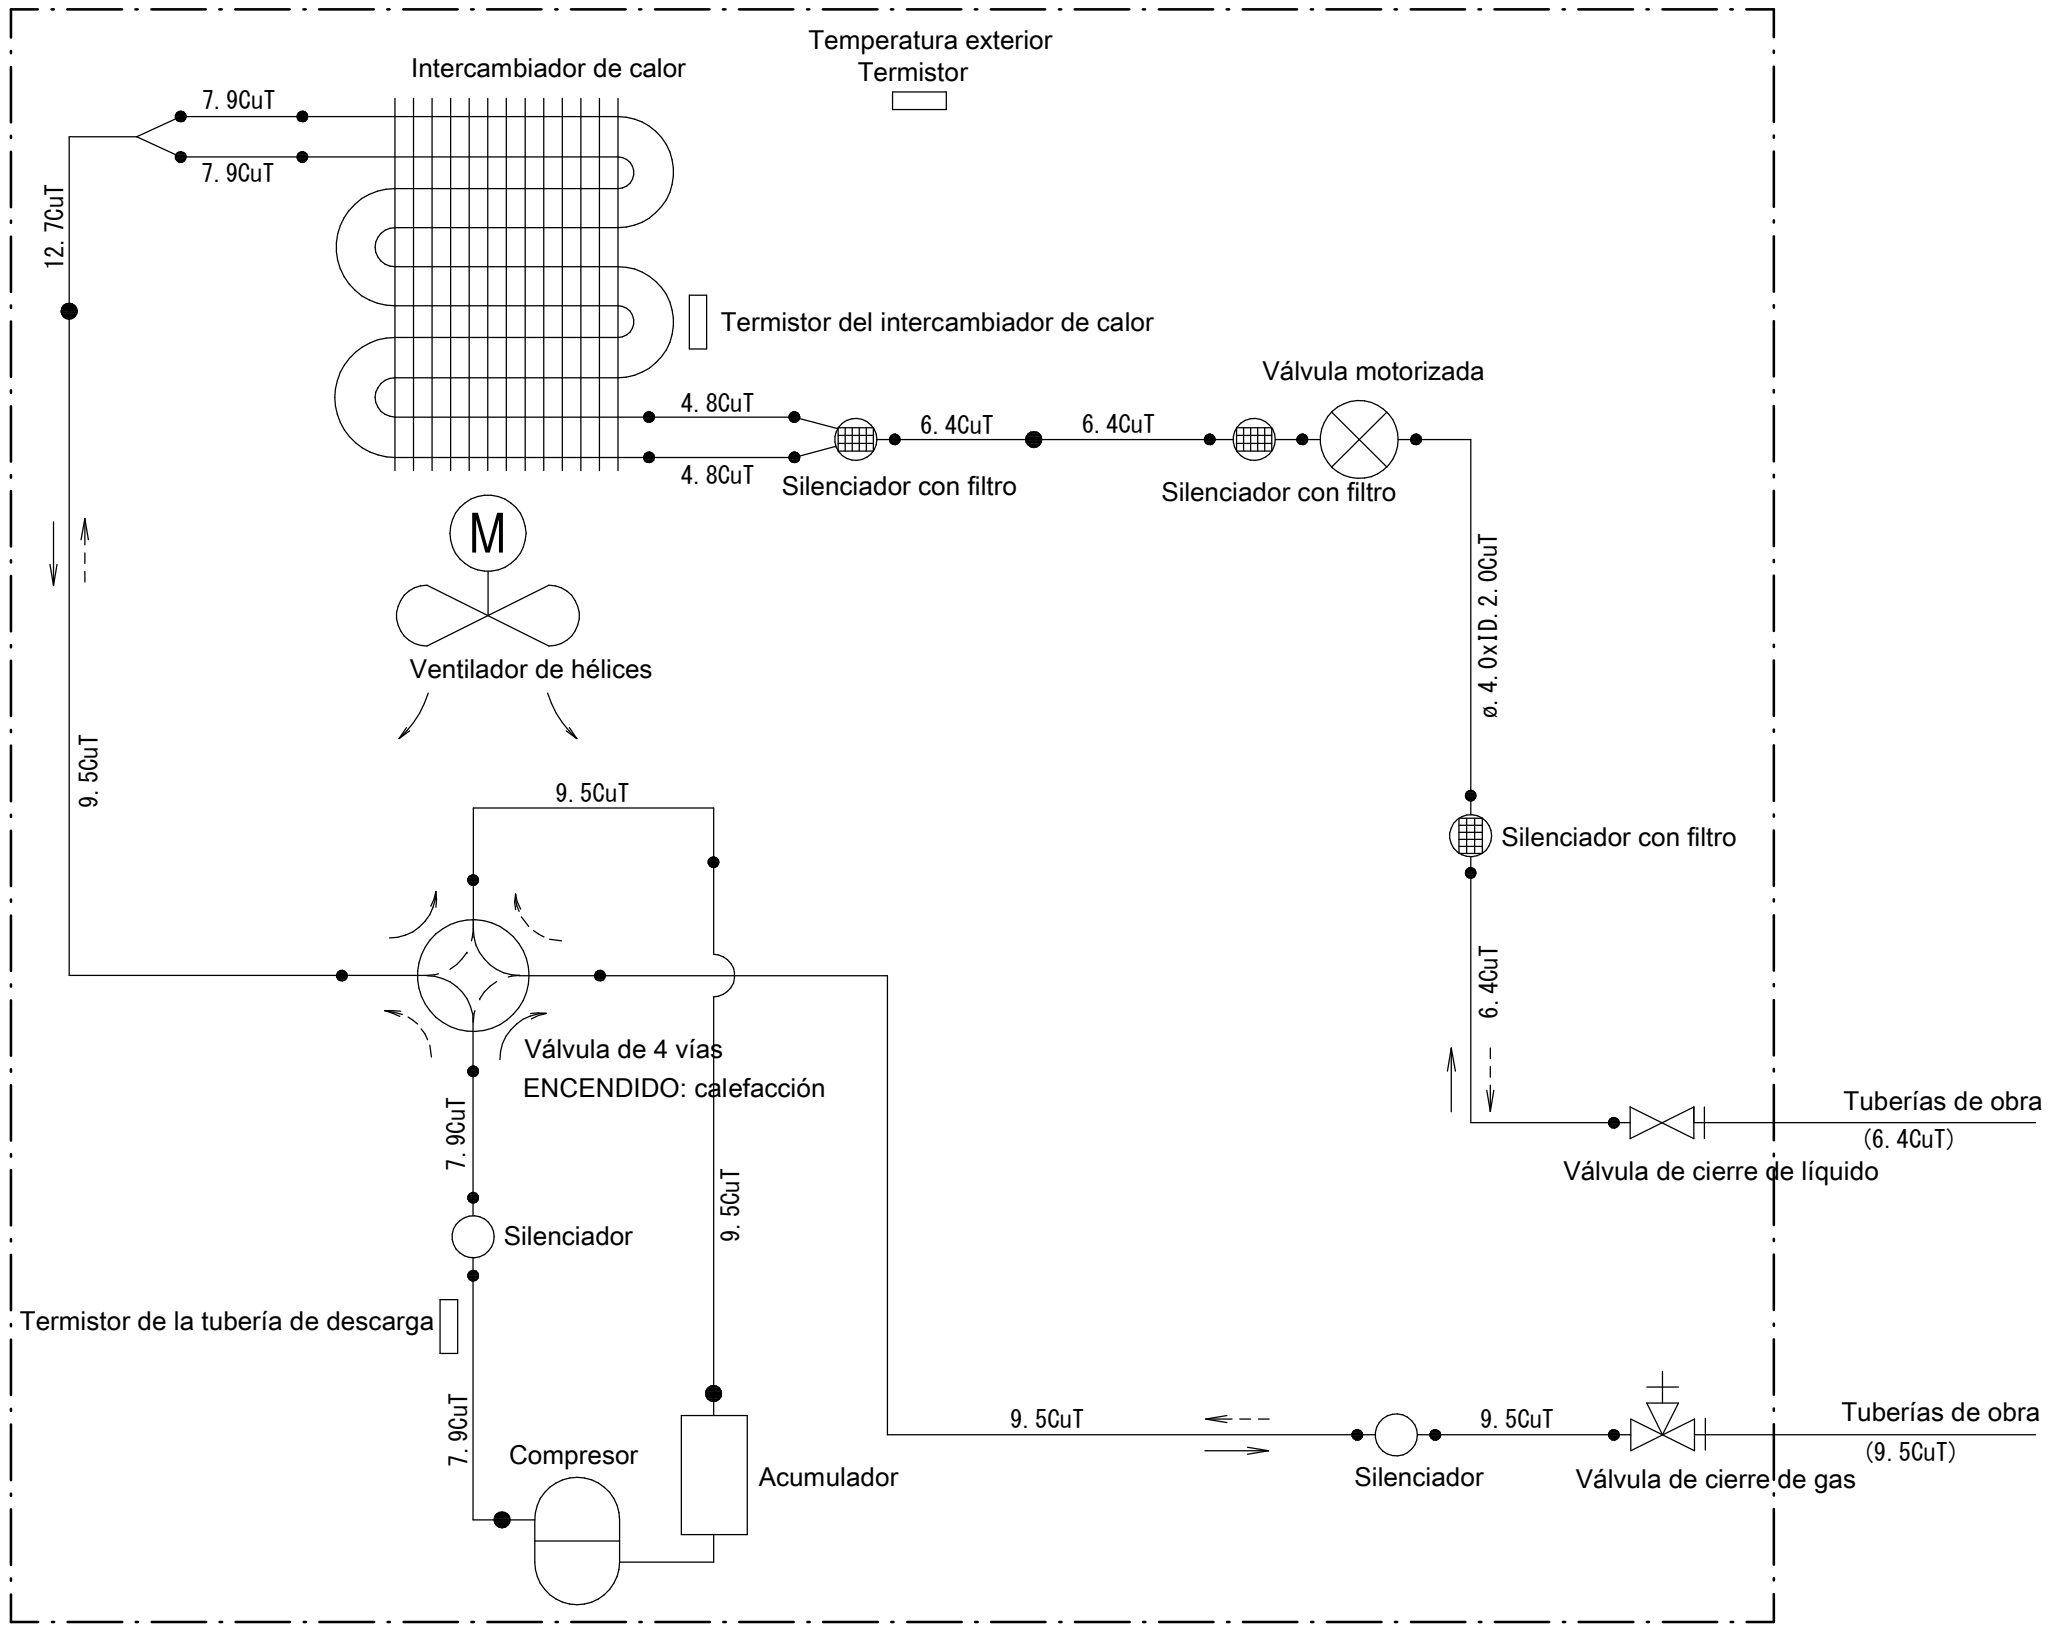 Temperatura exterior
Termistor
Intercambiador de calor
7.9CuT
7.9CuT
12.7CuT
Termistor del intercambiador de calor
Válvula motorizada
4.8CuT
6.4CuT
6.4CuT
4.8CuT
Silenciador con filtro
Silenciador con filtro
M
ø.4.0xID.2.0CuT
Ventilador de hélices
9.5CuT
9.5CuT
Silenciador con filtro
6.4CuT
Válvula de 4 vías
ENCENDIDO: calefacción
7.9CuT
Tuberías de obra
(6.4CuT)
Válvula de cierre de líquido
9.5CuT
Silenciador
Termistor de la tubería de descarga
7.9CuT
9.5CuT
9.5CuT
Tuberías de obra
(9.5CuT)
Compresor
Acumulador
Silenciador
Válvula de cierre de gas